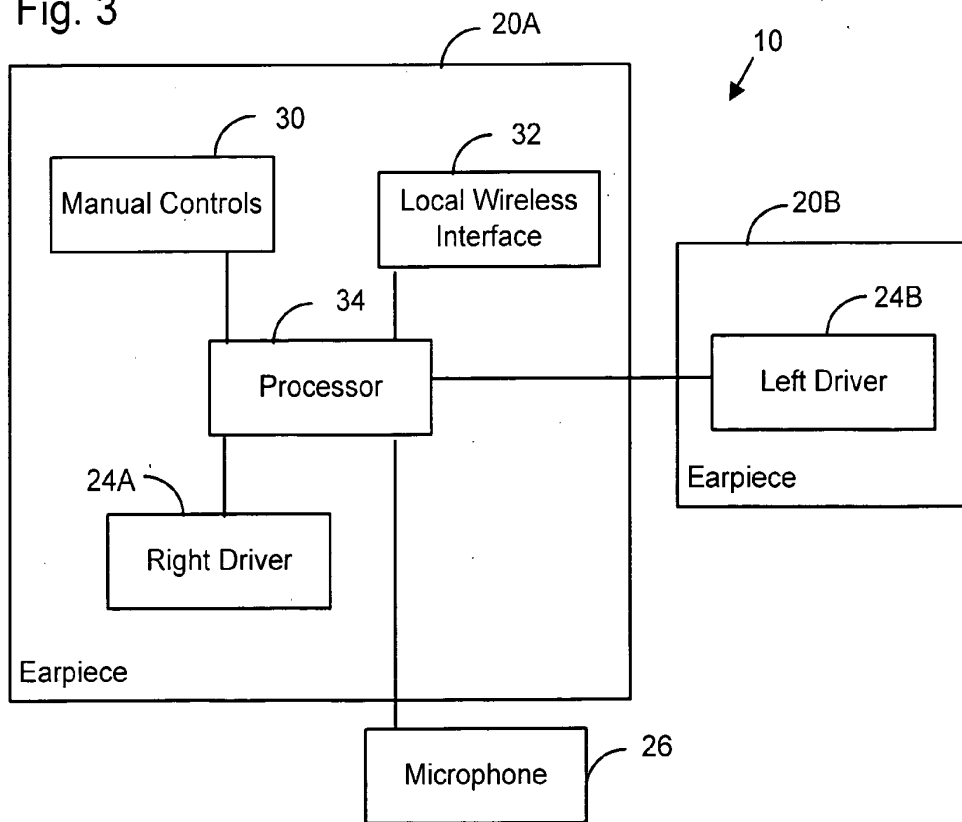 Fig. 3
20A
10
30
Manual Controls
32
Local Wireless
Interface
20B
34
Processor
24B
Left Driver
Earpiece
24A
Right Driver
Earpiece
Microphone
26